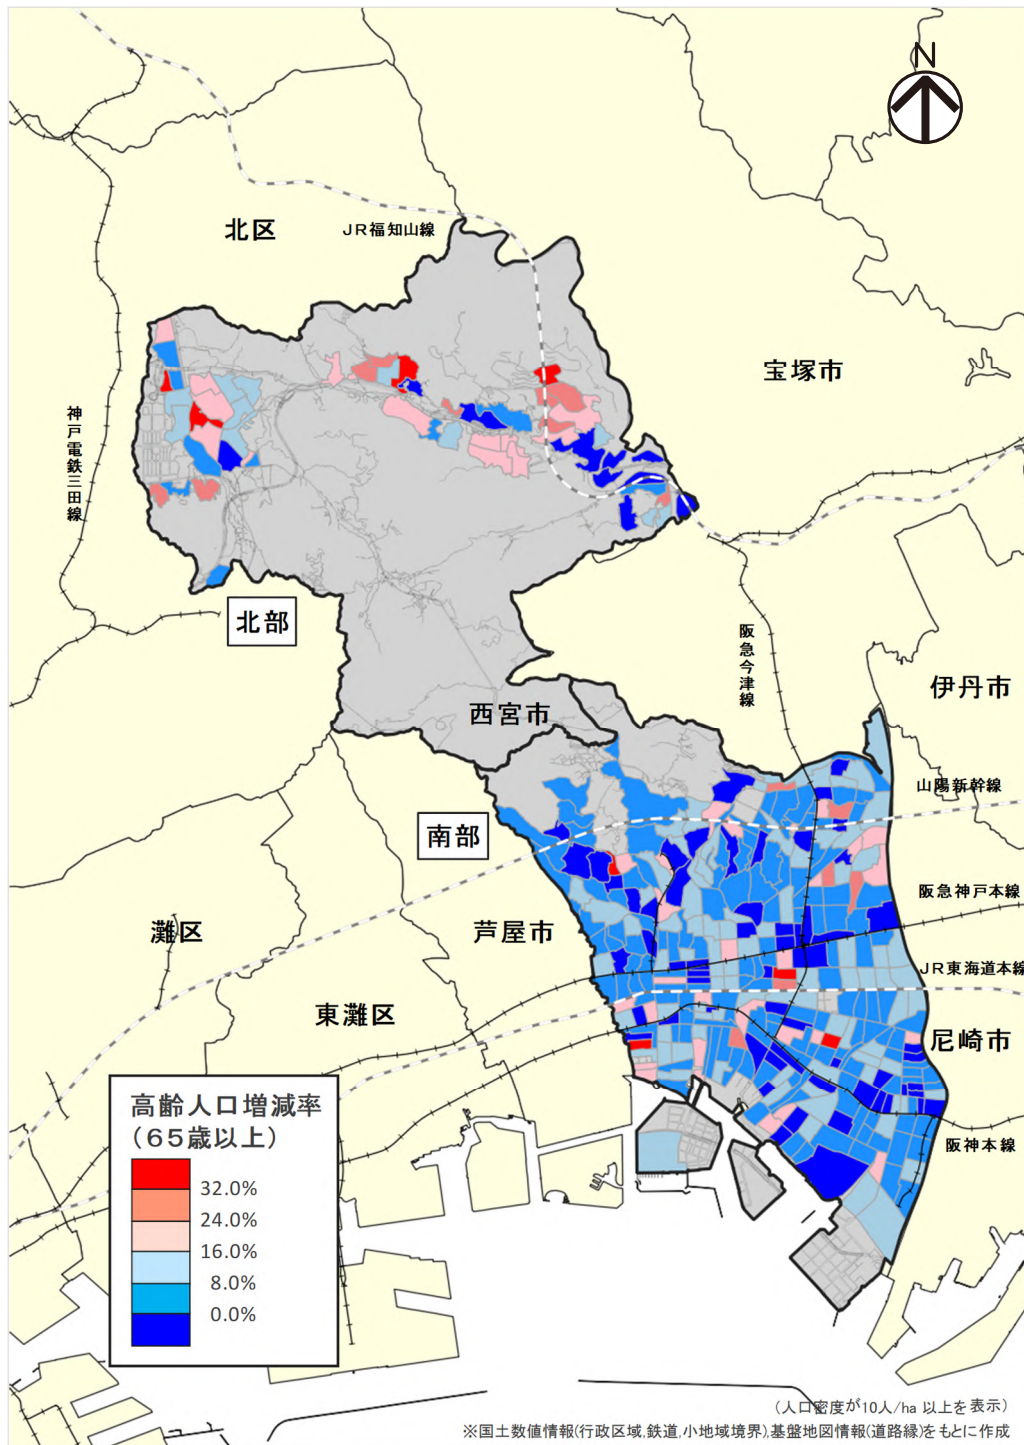 N
北区
JR福知山線
宝塚市
神戸電鉄三田線
北部
阪急今津線
伊丹市
西宮市
山陽新幹線
南部
阪急神戸本線
灘区
芦屋市
JR東海道本線
東灘区
尼崎市
高齢人口増減率
(65歳以上)
阪神本線
32.0%
24.0%
16.0%
8.0%
0.0%
(人口密度が10人/ha 以上を表示)
※国土数値情報(行政区域,鉄道,小地域境界),基盤地図情報(道路縁)をもとに作成